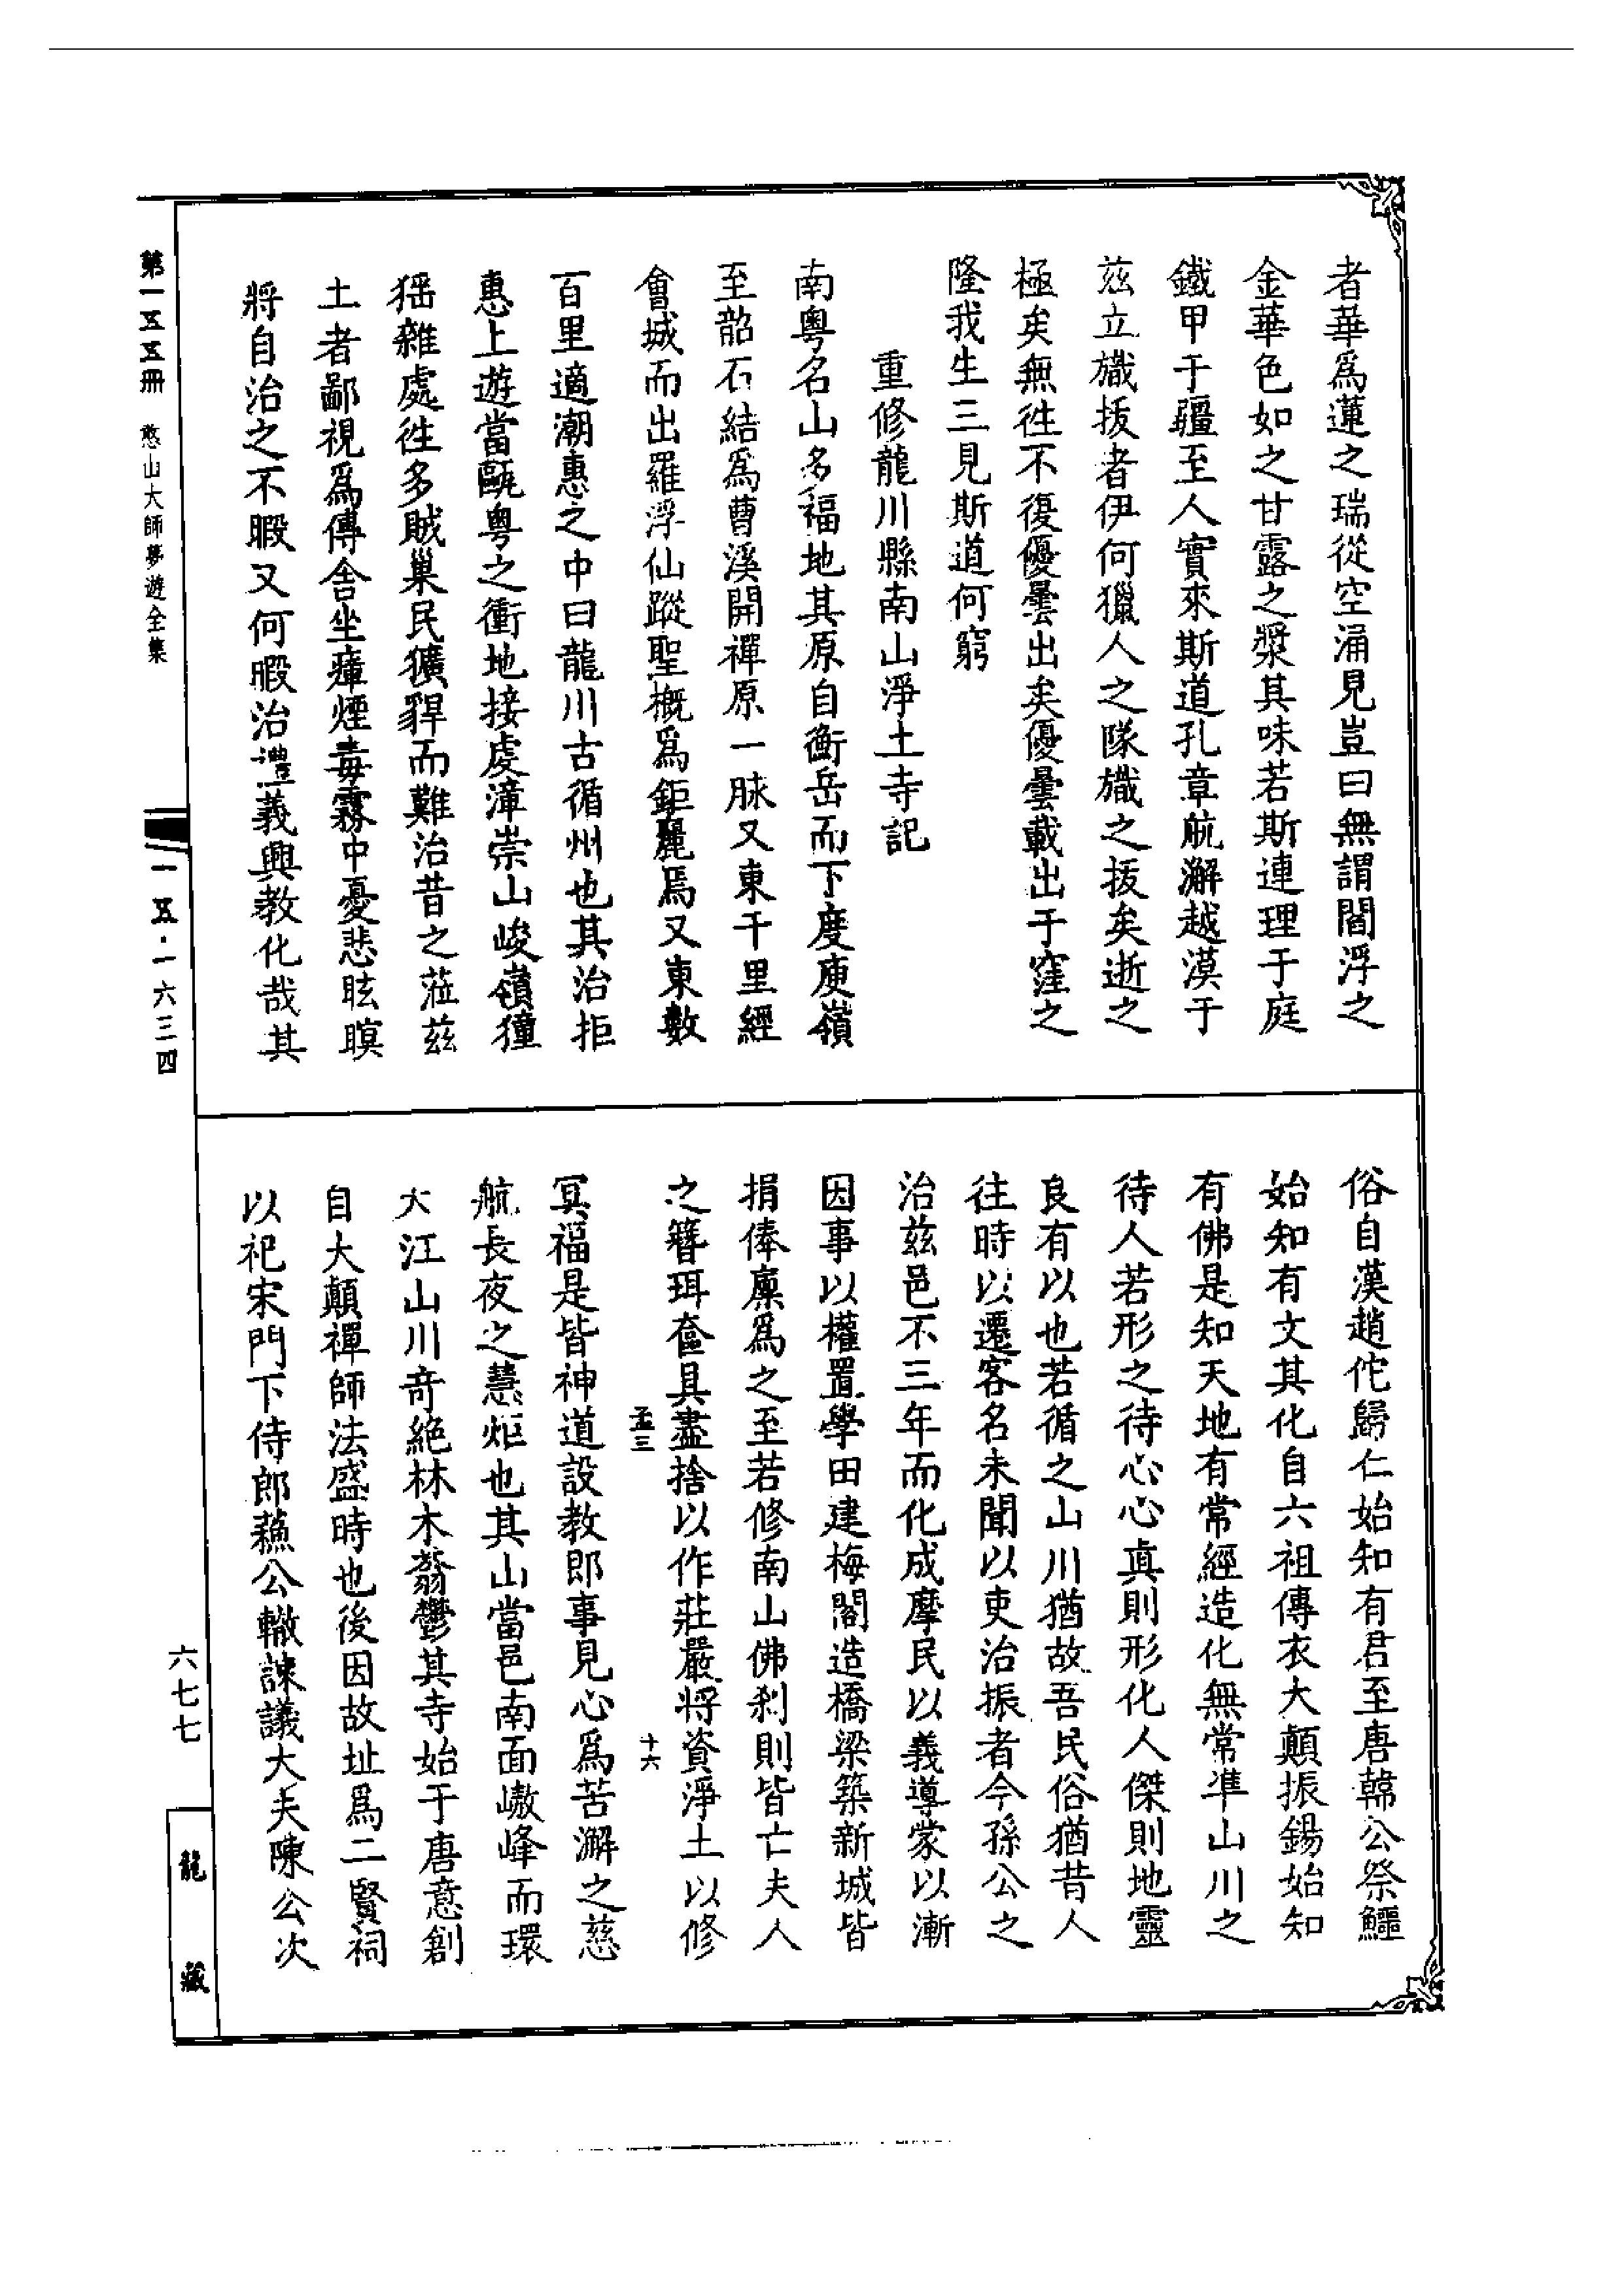 者華爲蓮之瑞從空涌見豈曰無謂閻浮之
金華色如之甘露之漿其味若斯連理于庭
鐵甲于疆至人實來斯道孔章航澥越漠于
茲立旘拔者伊何獵人之隊旘之拔矣逝之
極矣無徃不復優曇出矣優曇載出于窪之
隆我生三見斯道何窮
重修龍川縣南山淨土寺記
南粵名山多福地其原自衡岳而下度庾嶺
至韶石結爲曹溪開禪原一脉又東千里經
會城而出羅浮仙蹤聖概爲鉅麗焉又東數
百里適潮惠之中曰龍川古循州也其治拒
惠上遊當甌粤之衝地接虔漳崇山峻嶺獞
猺雜處徃多賊巢民獷獋而難治昔之蒞茲
土者鄙視爲傳舍坐瘴煙毒霧中憂悲眩瞑
將自治之不暇又何暇治禮義興教化哉其
俗自漢趙佗歸仁始知有君至唐韓公祭鱷
始知有文其化自六祖傳衣大顛振錫始知
有佛是知天地有常經造化無常準山川之
待人若形之待心心真則形化人傑則地靈
良有以也若循之山川猶故吾民俗猶昔人
往時以遷客名未聞以吏治振者今孫公之
治茲邑不三年而化成摩民以義導蒙以漸
因事以權置學田建梅閣造橋梁築新城皆
捐俸廩爲之至若修南山佛刹則皆亡夫人
之簪珥奩具盡捨以作莊嚴將資淨土以修
孟三
十六
冥福是皆神道設教郎事見心爲苦澥之慈
航長夜之慧炬也其山當邑南面嶅峰而環
大江山川奇絶林木蓊鬱其寺始于唐意創
自大顛禪師法盛時也後因故址爲二賢祠
以祀宋門下侍郎蘓公轍諫議大夫陳公次
第一五五冊
憨山大師夢遊全集
一五·一六三四
六七七
龍藏